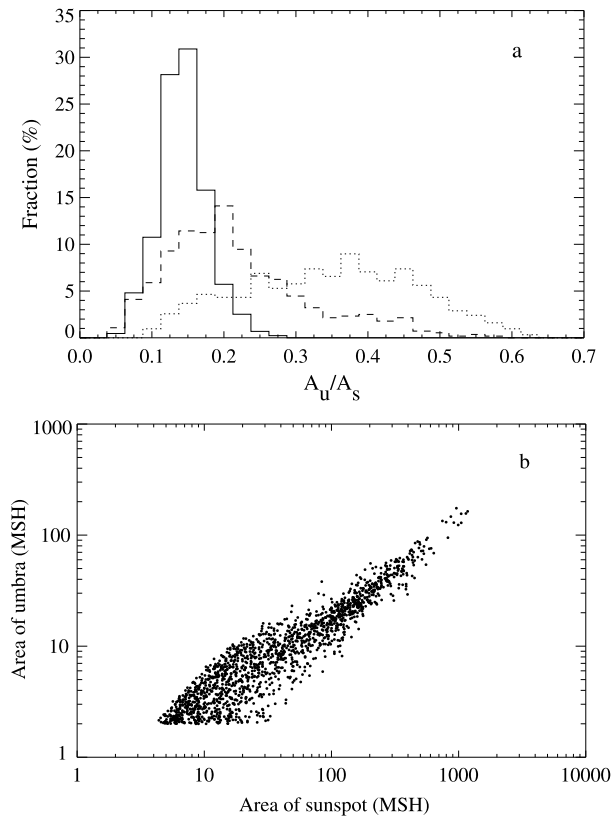 35
30
25
20
15
10
5
0
Fraction (%)
a
0.0 0.1 0.2 0.3 0.4 0.5 0.6 0.7
Au/As
1000
100
10
1
Area of umbra (MSH)
b
1 10 100 1000 10000
Area of sunspot (MSH)